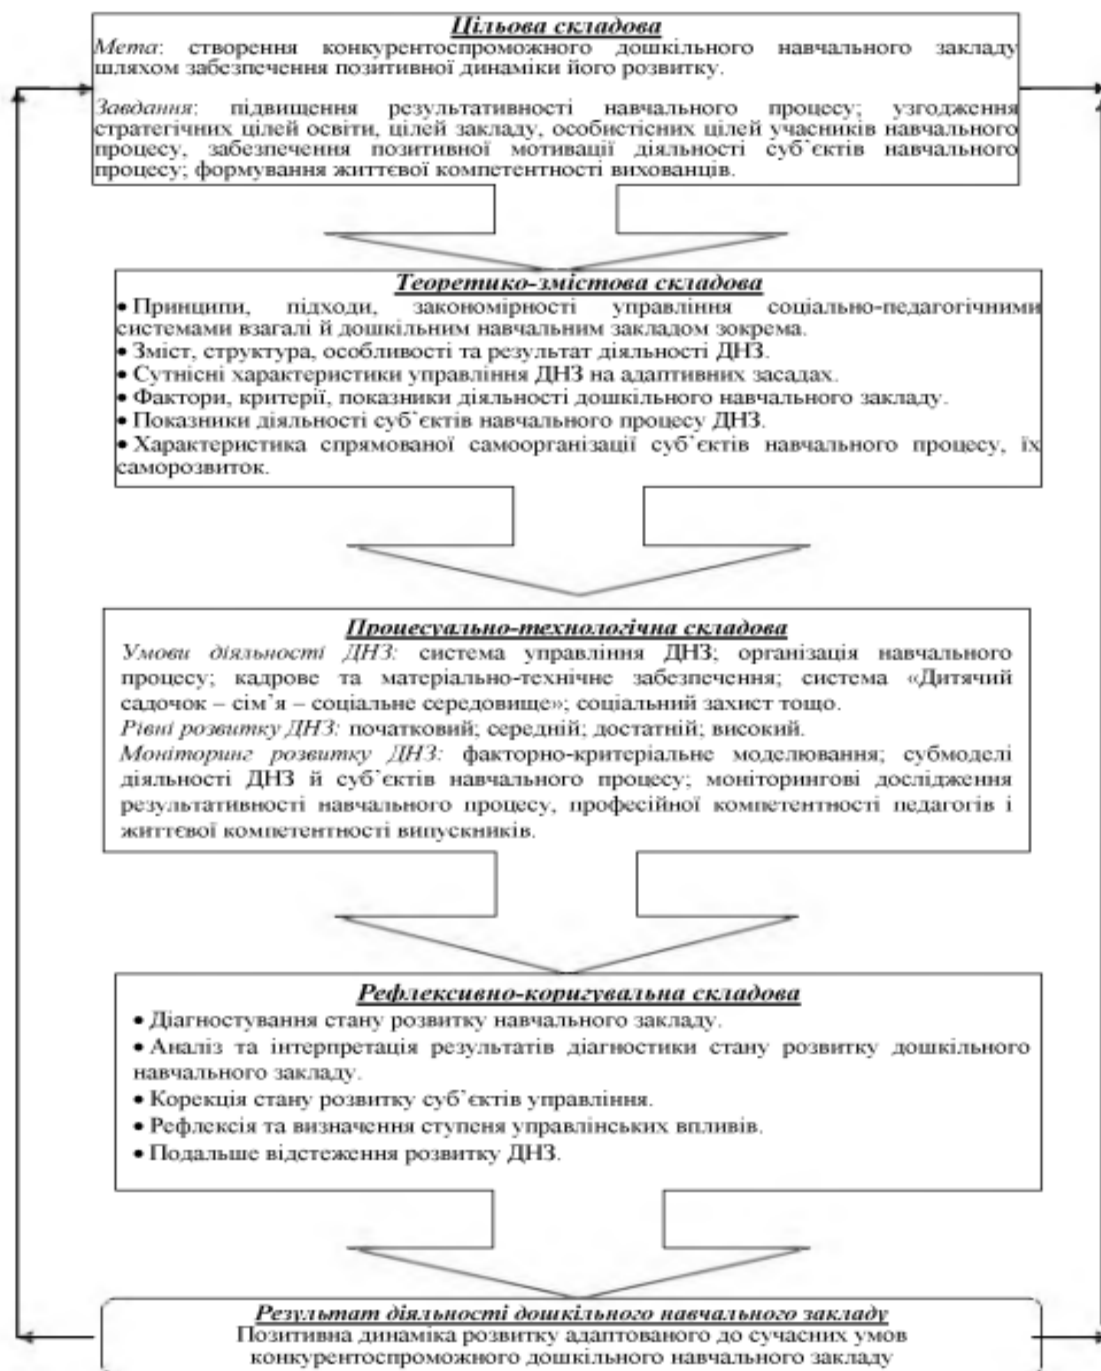 Цільова складова
Мета: створення конкурентоспроможного дошкільного навчального закладу
шляхом забезпечення позитивної динаміки його розвитку.
Завдання: підвищення результативності навчального процесу; узгодження
стратегічних цілей освіти, цілей закладу, особистісних цілей учасників навчального
процесу, забезпечення позитивної мотивації діяльності суб`єктів навчального
процесу; формування життєвої компетентності вихованців.
Теоретико-змістова складова
• Принципи, підходи, закономірності управління соціально-педагогічними
системами взагалі й дошкільним навчальним закладом зокрема.
• Зміст, структура, особливості та результат діяльності ДНЗ.
• Сутнісні характеристики управління ДНЗ на адаптивних засадах.
• Фактори, критерії, показники діяльності дошкільного навчального закладу.
• Показники діяльності суб`єктів навчального процесу ДНЗ.
• Характеристика спрямованої самоорганізації суб`єктів навчального процесу, їх
саморозвиток.
Процесуально-технологічна складова
Умови діяльності ДНЗ: система управління ДНЗ; організація навчального
процесу; кадрове та матеріально-технічне забезпечення; система «Дитячий
садочок – сім’я – соціальне середовище»; соціальний захист тощо.
Рівні розвитку ДНЗ: початковий; середній; достатній; високий.
Моніторинг розвитку ДНЗ: факторно-критеріальне моделювання; субмоделі
діяльності ДНЗ й суб`єктів навчального процесу; моніторингові дослідження
результативності навчального процесу, професійної компетентності педагогів і
життєвої компетентності випускників.
Рефлексивно-коригувальна складова
• Діагностування стану розвитку навчального закладу.
• Аналіз та інтерпретація результатів діагностики стану розвитку дошкільного
навчального закладу.
• Корекція стану розвитку суб`єктів управління.
• Рефлексія та визначення ступеня управлінських впливів.
• Подальше відстеження розвитку ДНЗ.
Результат діяльності дошкільного навчального закладу
Позитивна динаміка розвитку адаптованого до сучасних умов
конкурентоспроможного дошкільного навчального закладу